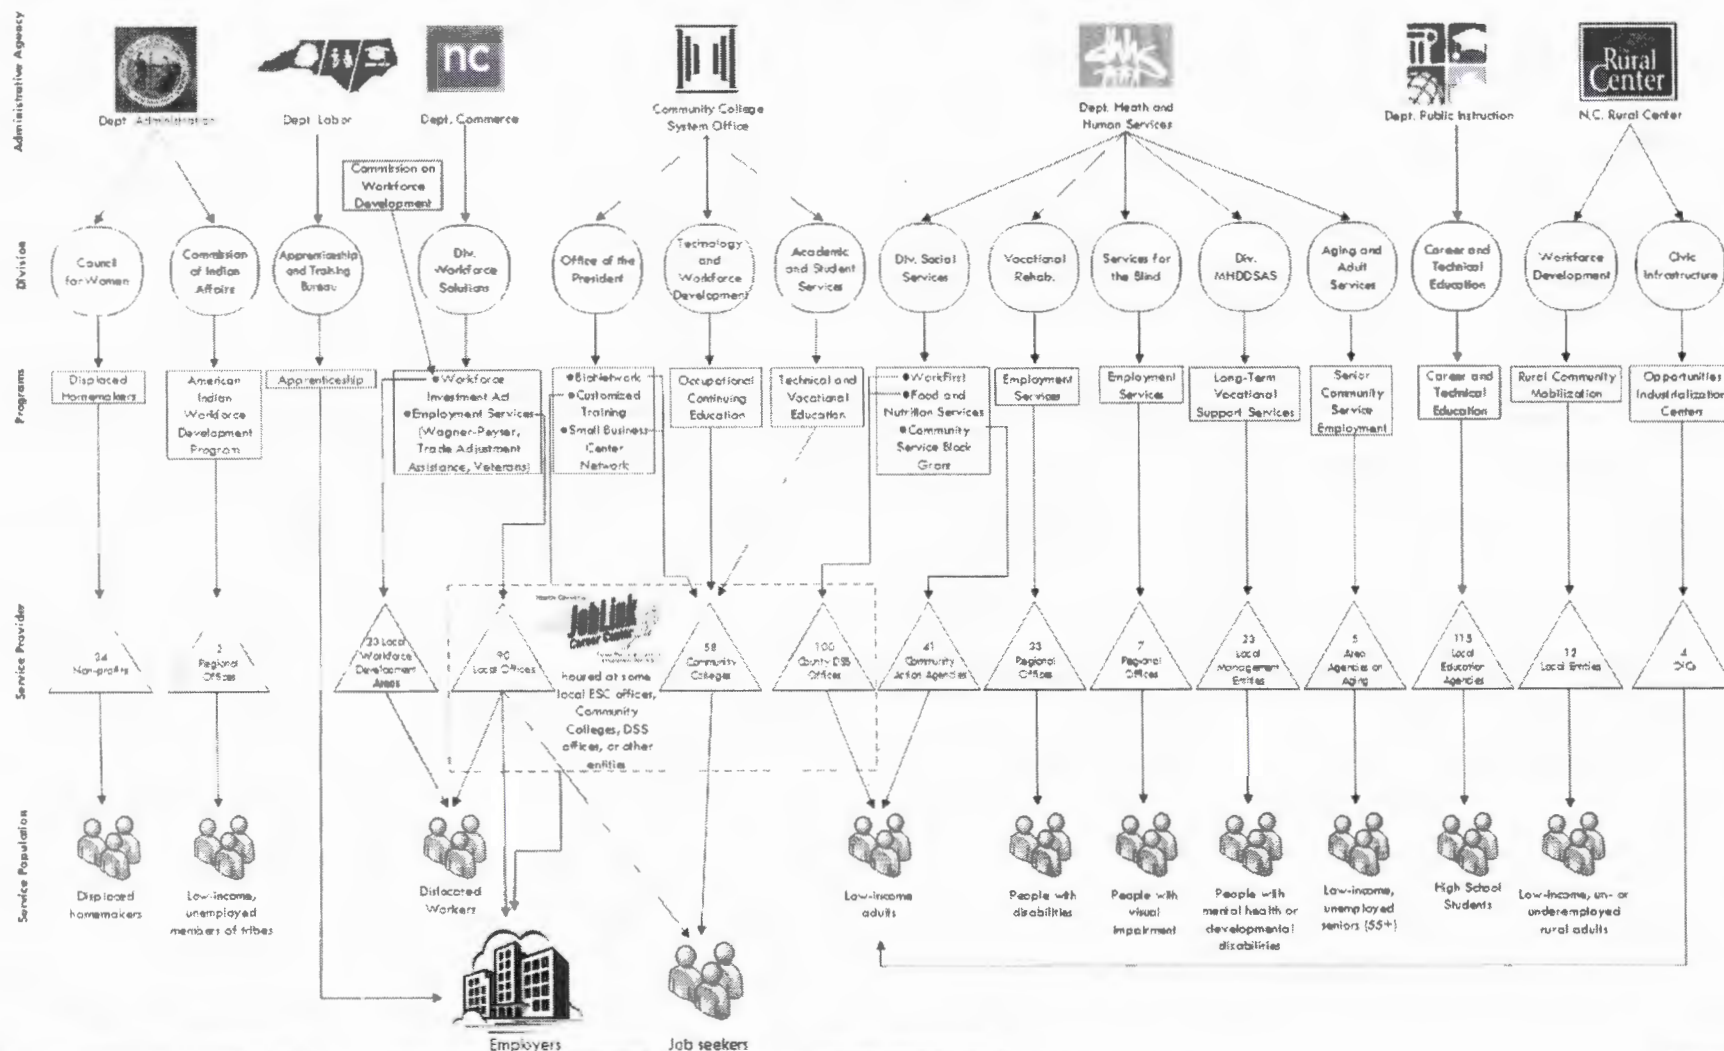 Administrative Agency
Dept. Administration
Dept. Labor
nc
Dept. Commerce
Community College
System Office
Dept. Heath and
Human Services
Dept. Public Instruction
Rural
Center
N.C. Rural Center
Commission on
Workforce
Development
Division
Council
for Women
Commission
of Indian
Affairs
Apprenticeship
and Training
Bureau
Div.
Workforce
Solutions
Office of the
President
Technology
and
Workforce
Development
Academic
and Student
Services
Div. Social
Services
Vocational
Rehab.
Services for
the Blind
Div.
MHDDSAS
Aging and
Adult
Services
Career and
Technical
Education
Workforce
Development
Civic
Infrastructure
Programs
Displaced
Homemakers
American
Indian
Workforce
Development
Program
Apprenticeship
●Workforce
Investment Act
●Employment Services
(Wagner-Peyser,
Trade Adjustment
Assistance, Veterans)
●BioNetwork
●Customized
Training
●Small Business
Center
Network
Occupational
Continuing
Education
Technical and
Vocational
Education
●WorkFirst
●Food and
Nutrition Services
●Community
Service Block
Grant
Employment
Services
Employment
Services
Long-Term
Vocational
Support Services
Senior
Community
Service
Employment
Career and
Technical
Education
Rural Community
Mobilization
Opportunities
Industrialization
Centers
Service Provider
34
Non-profits
2
Regional
Offices
23 Local
Workforce
Development
Areas
90
Local Offices
JobLink
Career Center
housed at some
local ESC offices,
Community
Colleges, DSS
offices, or other
entities
58
Community
Colleges
100
County DSS
Offices
41
Community
Action Agencies
33
Regional
Offices
7
Regional
Offices
23
Local
Management
Entities
5
Area
Agencies on
Aging
115
Local
Education
Agencies
12
Local Entities
4
OICs
Service Population
Displaced
homemakers
Low-income,
unemployed
members of tribes
Dislocated
Workers
Employers
Job seekers
Low-income
adults
People with
disabilities
People with
visual
impairment
People with
mental health or
developmental
disabilities
Low-income,
unemployed
seniors (55+)
High School
Students
Low-income, un- or
underemployed
rural adults